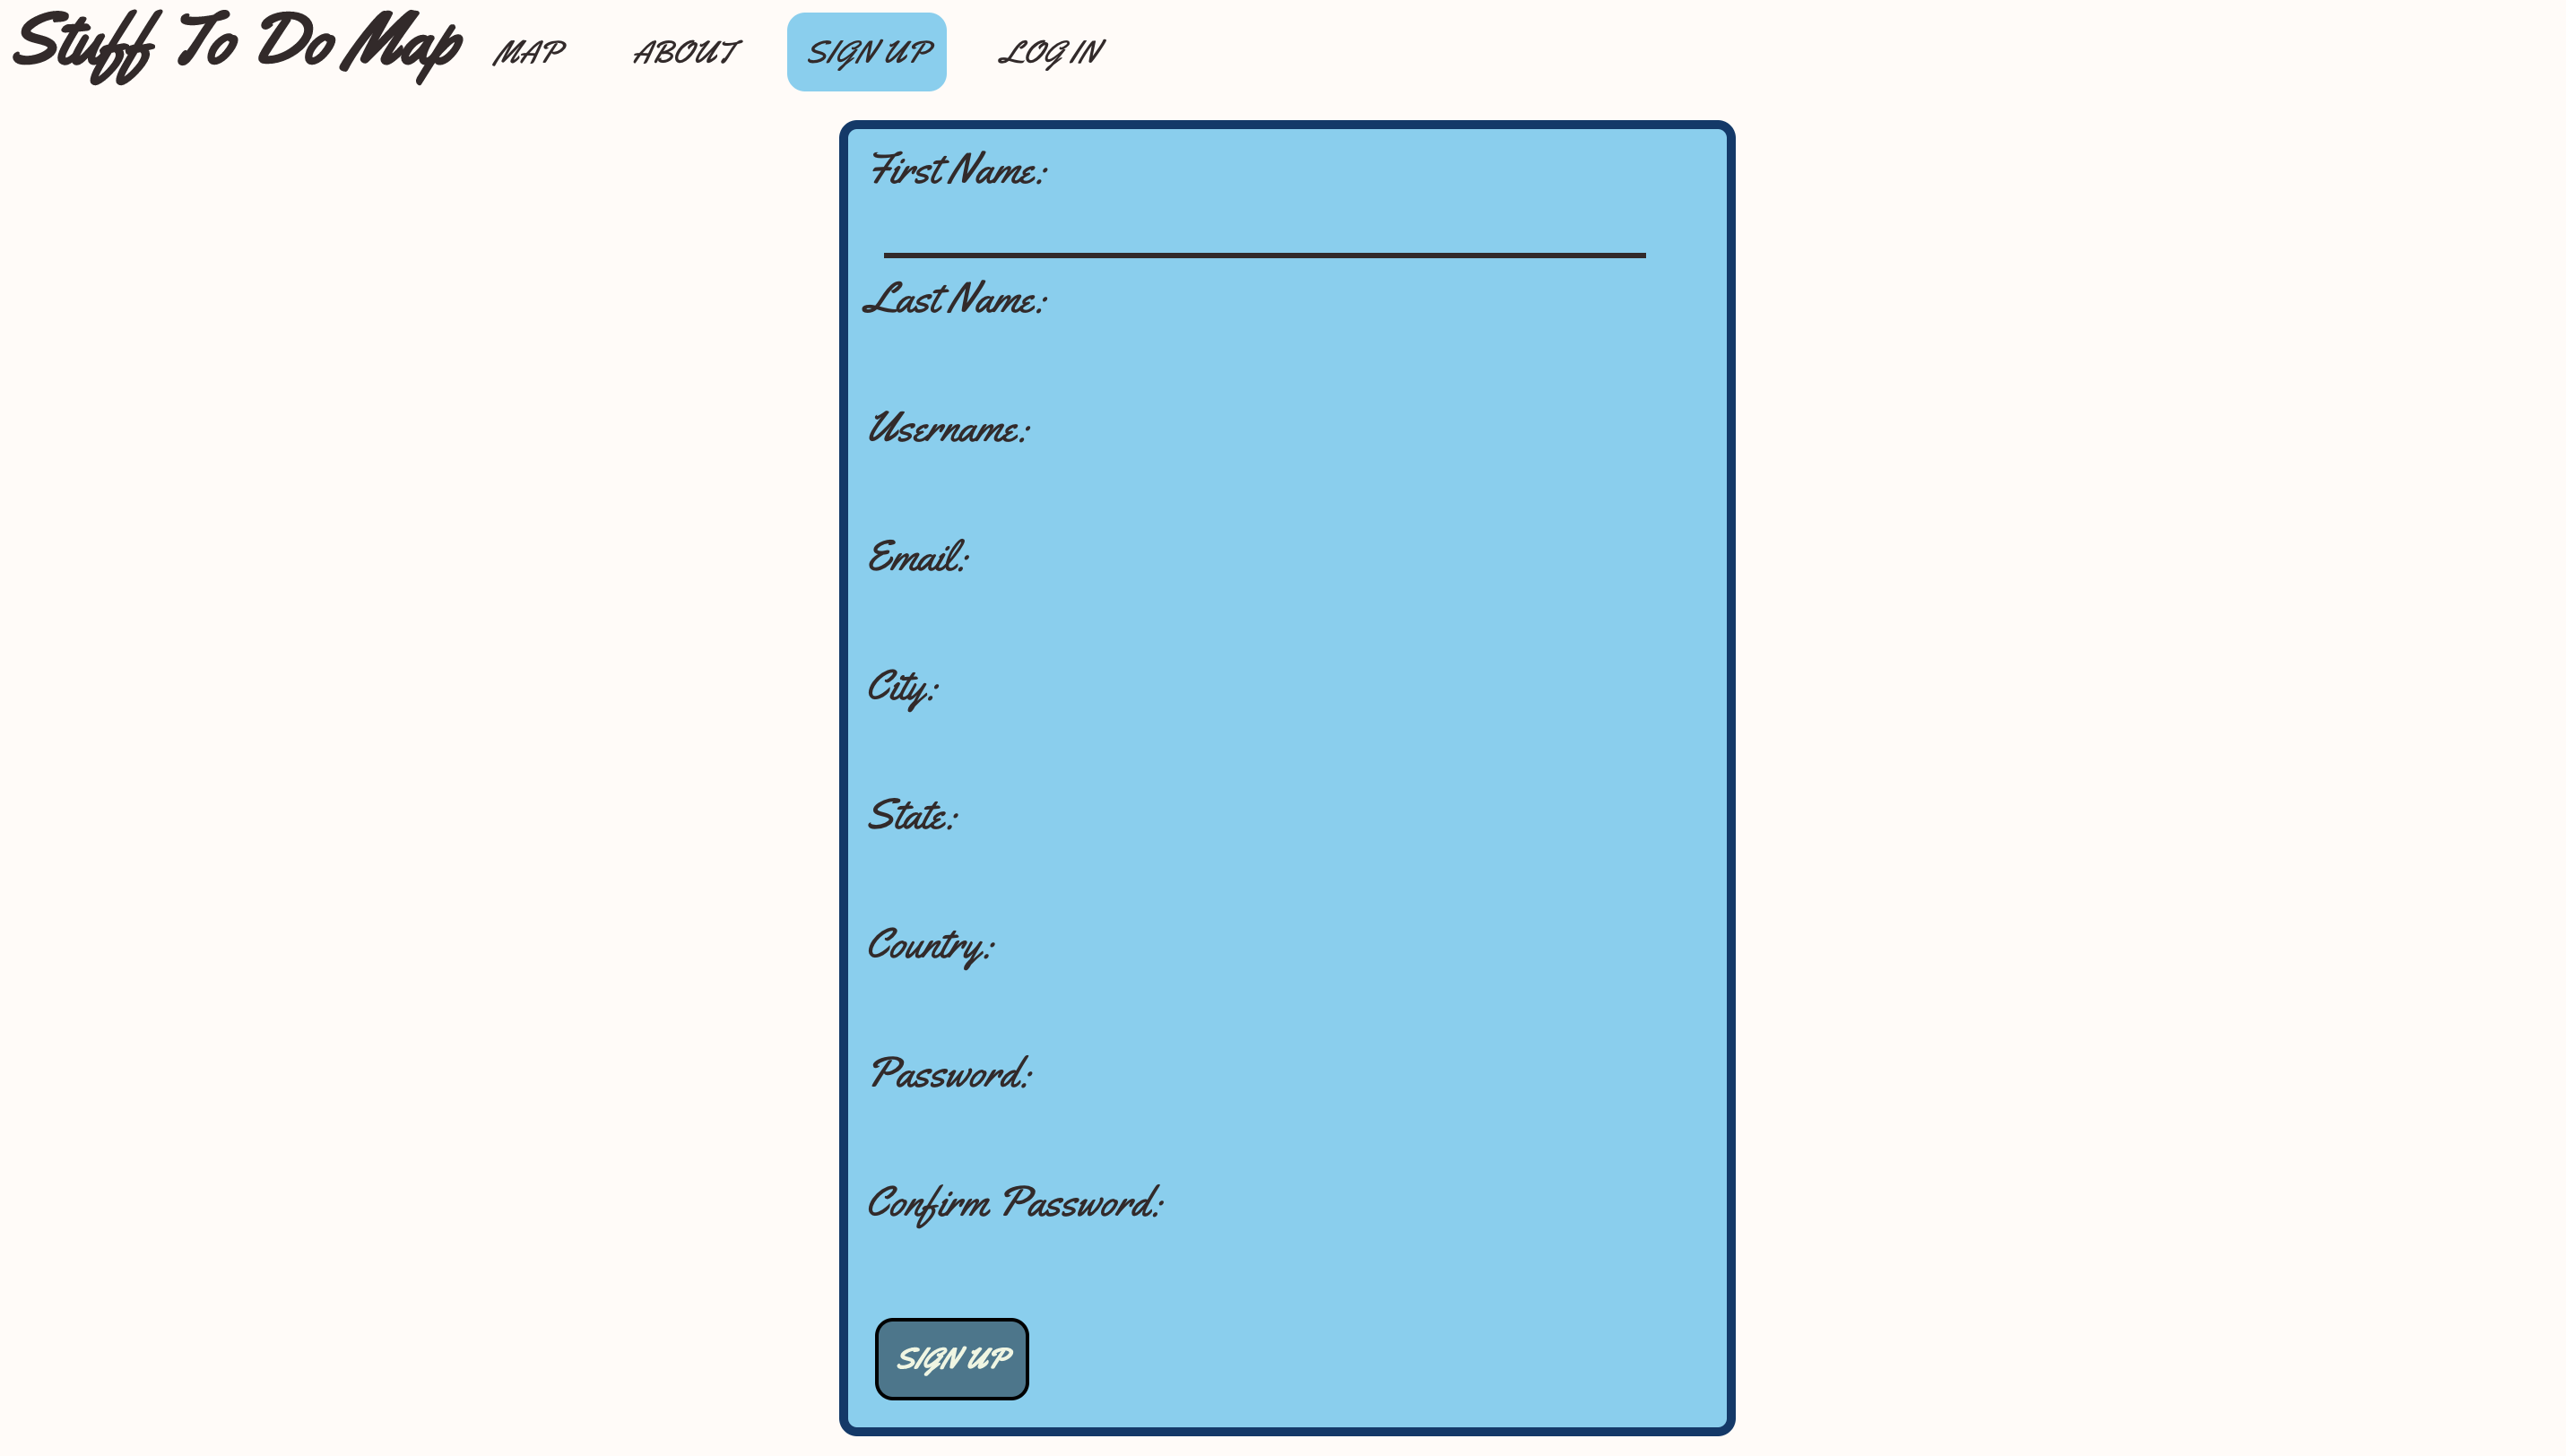 Stuff To Do Map MAP ABOUT SIGN UP LOG IN
First Name:
Last Name:
Username:
Email:
City:
State:
Country:
Password:
Confirm Password:
SIGN UP